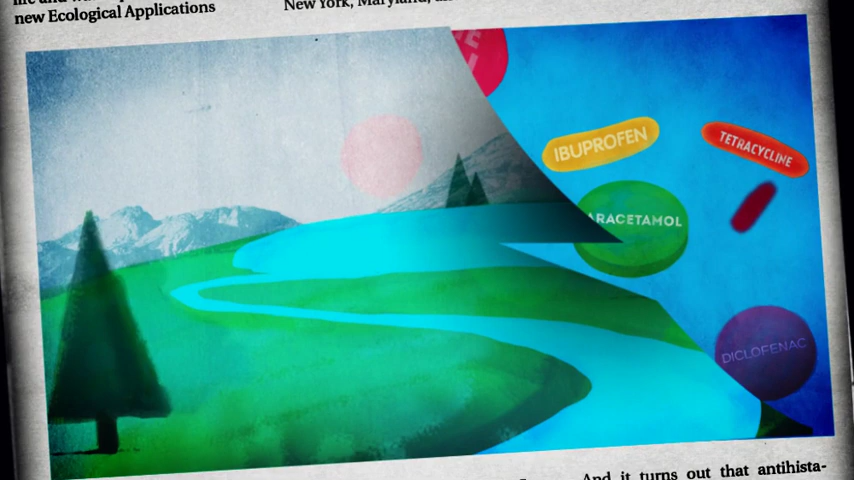 new Ecological Applications
New York, Maryland,
IBUPROFEN
TETRACYCLINE
ARACETAMOL
DICLOFENAC
And it turns out that antihista-